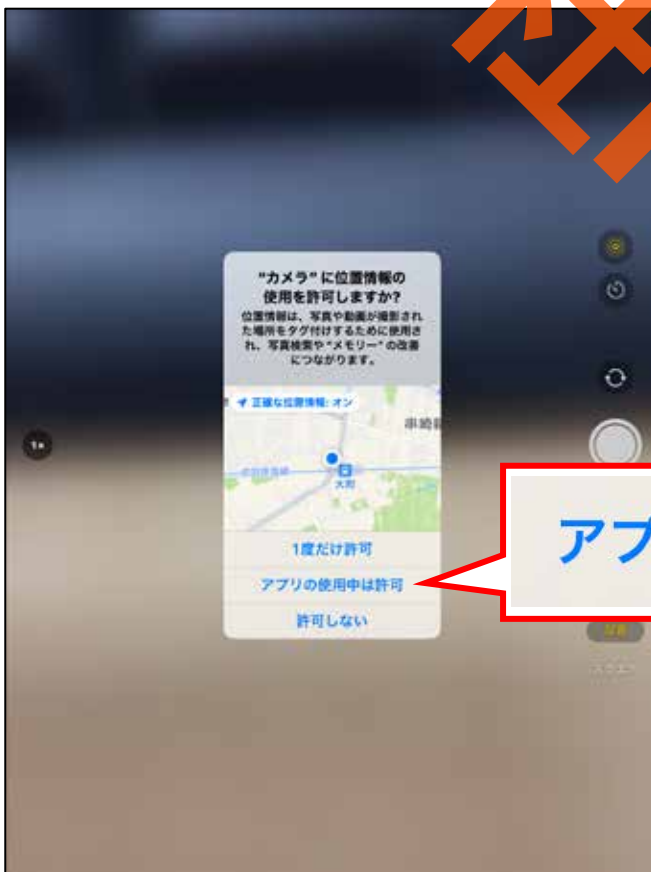 “カメラ”に位置情報の
使用を許可しますか?
位置情報は、写真や動画が撮影され
た場所をタグ付けするために使用さ
れ、写真検索や“メモリー”の改善
につながります。
正確な位置情報: オン
大町
1度だけ許可
アプリの使用中は許可
アプ
許可しない